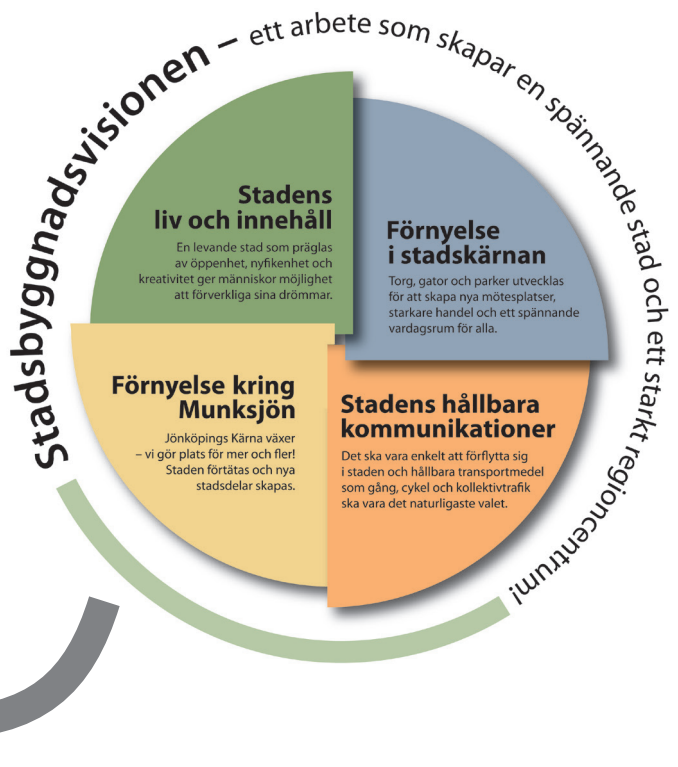 Stadsbyggnadsvisionen – ett arbete som skapar en spännande stad och ett starkt regioncentrum!
Stadens
liv och innehåll
En levande stad som präglas
av öppenhet, nyfikenhet och
kreativitet ger människor möjlighet
att förverkliga sina drömmar.
Förnyelse
i stadskärnan
Torg, gator och parker utvecklas
för att skapa nya mötesplatser,
starkare handel och ett spännande
vardagsrum för alla.
Förnyelse kring
Munksjön
Jönköpings Kärna växer
– vi gör plats för mer och fler!
Staden förtätas och nya
stadsdelar skapas.
Stadens hållbara
kommunikationer
Det ska vara enkelt att förflytta sig
i staden och hållbara transportmedel
som gång, cykel och kollektivtrafik
ska vara det naturligaste valet.